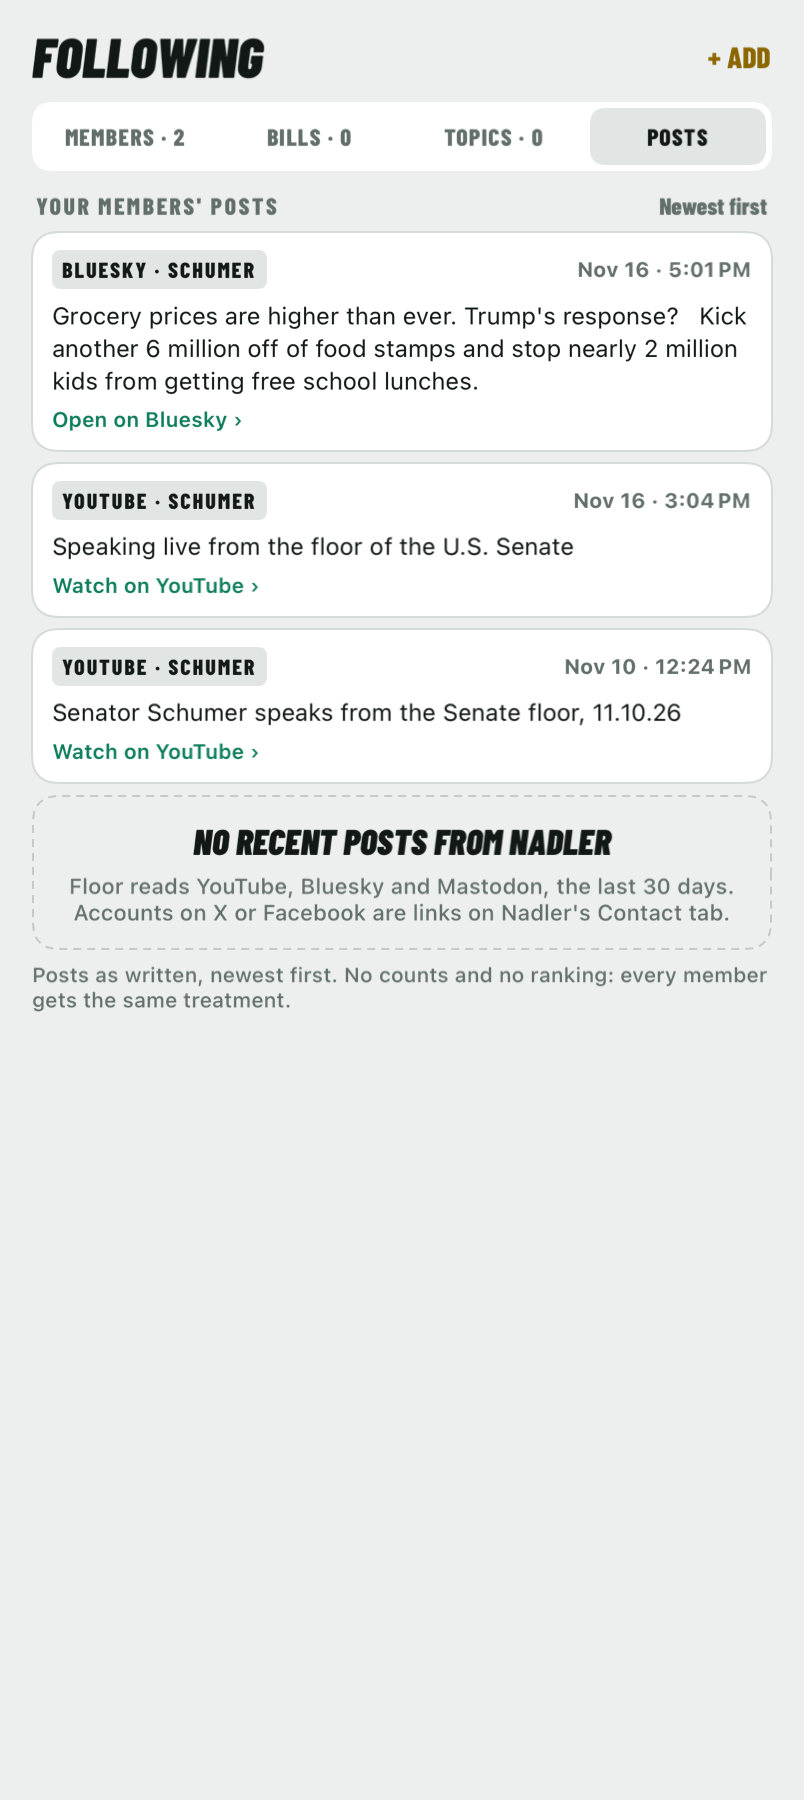 FOLLOWING
+ ADD
MEMBERS · 2
BILLS · 0
TOPICS · 0
POSTS
YOUR MEMBERS' POSTS
Newest first
BLUESKY · SCHUMER
Nov 16 · 5:01 PM
Grocery prices are higher than ever. Trump's response?   Kick
another 6 million off of food stamps and stop nearly 2 million
kids from getting free school lunches.
Open on Bluesky ›
YOUTUBE · SCHUMER
Nov 16 · 3:04 PM
Speaking live from the floor of the U.S. Senate
Watch on YouTube ›
YOUTUBE · SCHUMER
Nov 10 · 12:24 PM
Senator Schumer speaks from the Senate floor, 11.10.26
Watch on YouTube ›
NO RECENT POSTS FROM NADLER
Floor reads YouTube, Bluesky and Mastodon, the last 30 days.
Accounts on X or Facebook are links on Nadler's Contact tab.
Posts as written, newest first. No counts and no ranking: every member
gets the same treatment.